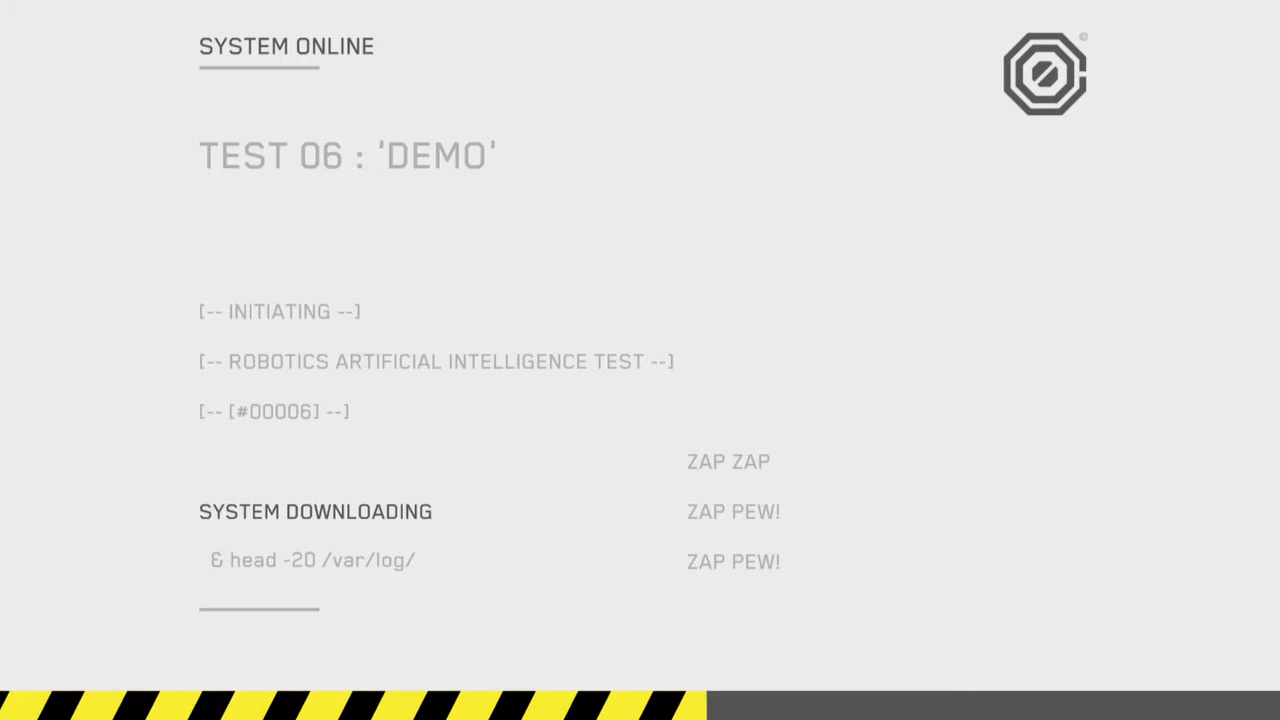 SYSTEM ONLINE
TEST 06 : 'DEMO'
[-- INITIATING --]
[-- ROBOTICS ARTIFICIAL INTELLIGENCE TEST --]
[-- [#00006] --]
ZAP ZAP
SYSTEM DOWNLOADING
ZAP PEW!
& head -20 /var/log/
ZAP PEW!